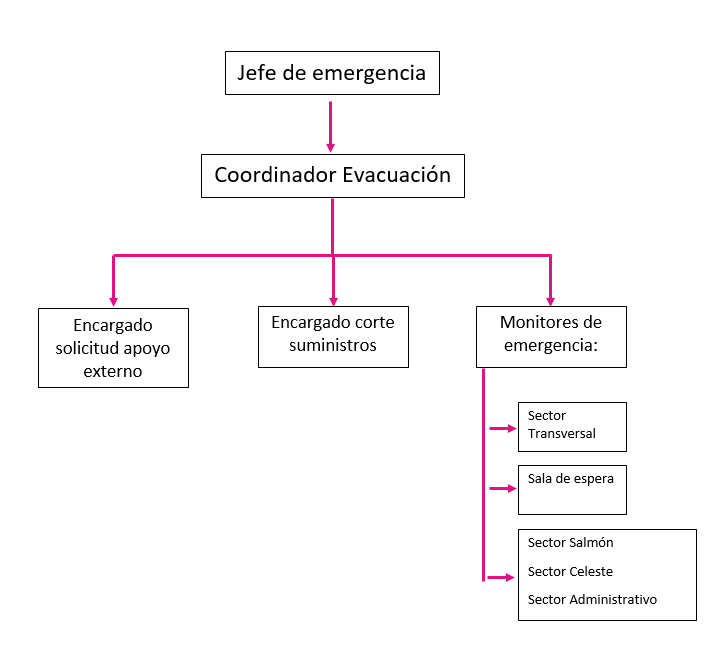 Jefe de emergencia
Coordinador Evacuación
Encargado
solicitud apoyo
externo
Encargado corte
suministros
Monitores de
emergencia:
Sector
Transversal
Sala de espera
Sector Salmón
Sector Celeste
Sector Administrativo